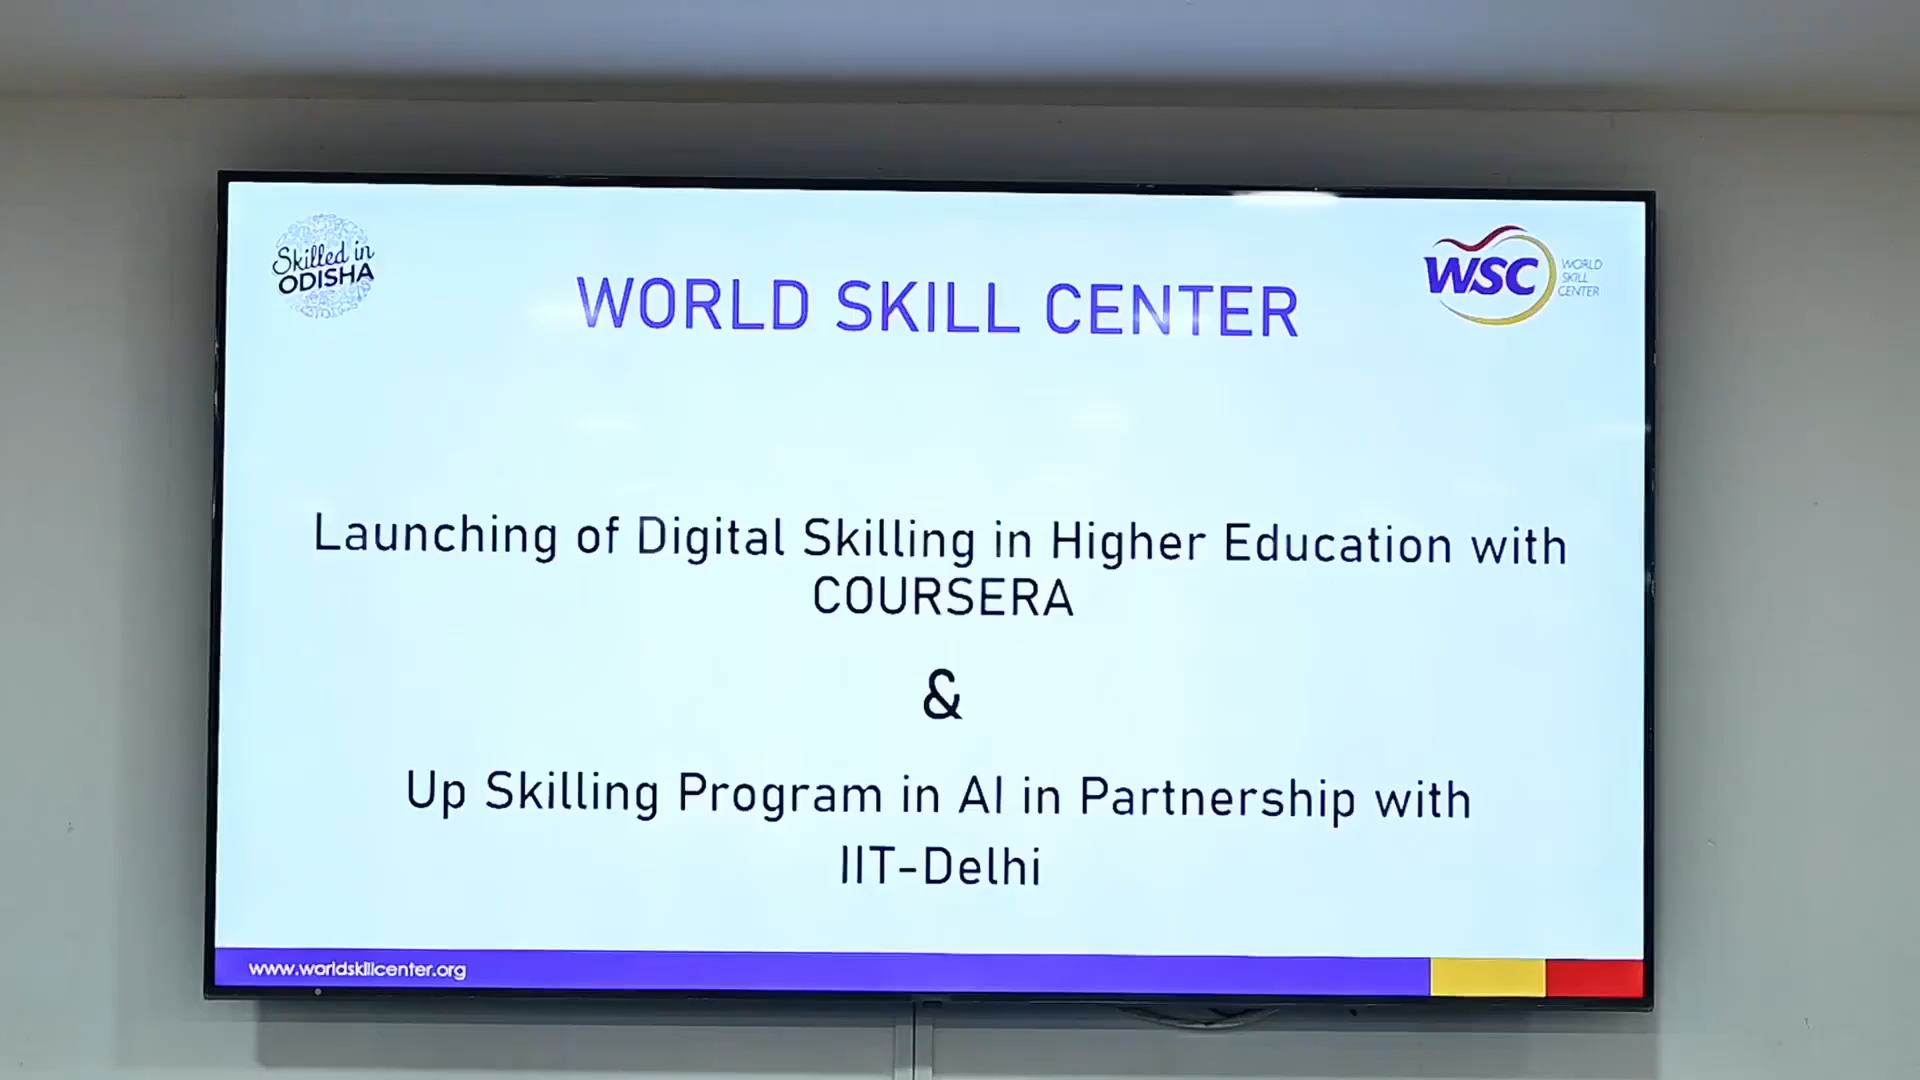 Skilled in
ODISHA
WORLD SKILL CENTER
WSC
WORLD
SKILL
CENTER
Launching of Digital Skilling in Higher Education with
COURSERA
&
Up Skilling Program in AI in Partnership with
IIT-Delhi
www.worldskillcenter.org